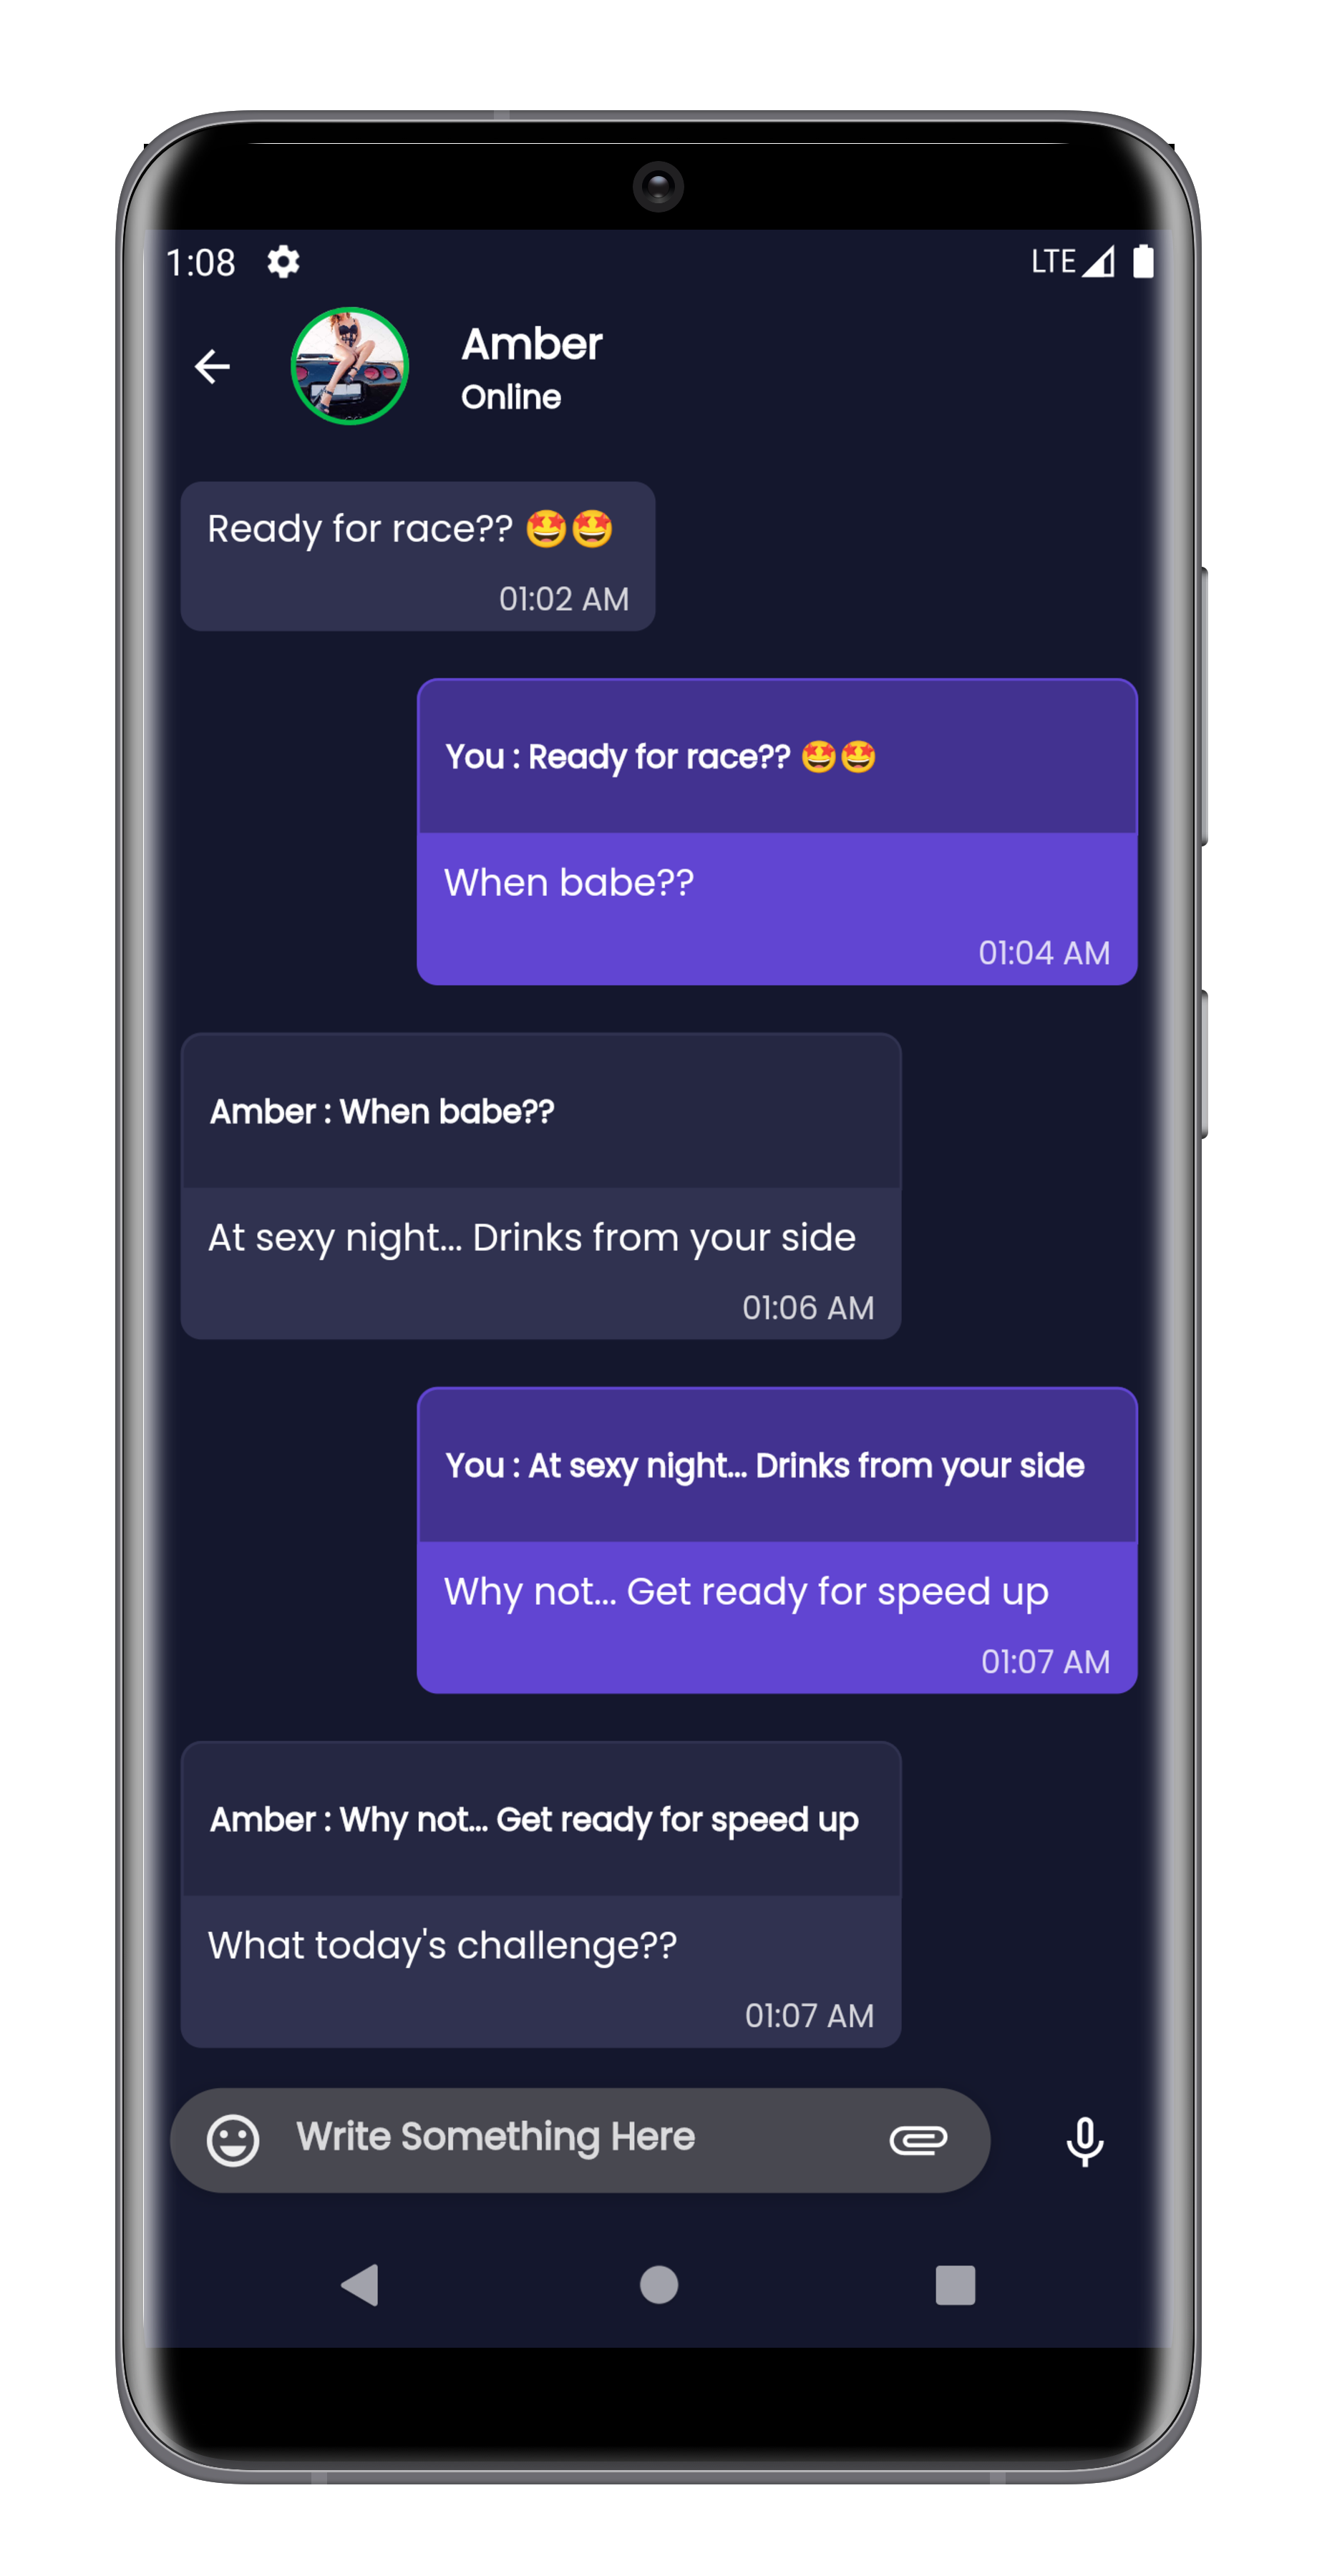 1:08 LTE
Amber
Online
Ready for race?? 🤩🤩
01:02 AM
You : Ready for race?? 🤩🤩
When babe??
01:04 AM
Amber : When babe??
At sexy night... Drinks from your side
01:06 AM
You : At sexy night... Drinks from your side
Why not... Get ready for speed up
01:07 AM
Amber : Why not... Get ready for speed up
What today's challenge??
01:07 AM
Write Something Here